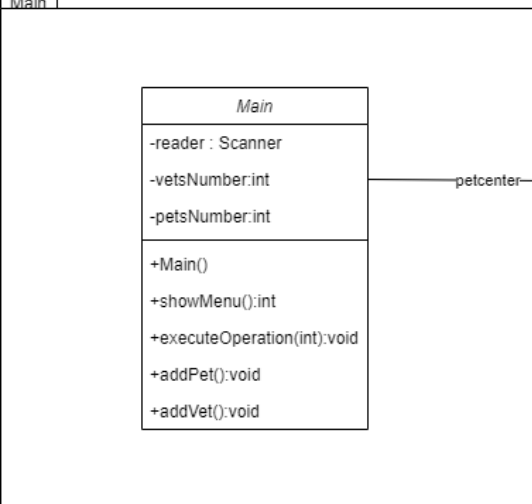 Main
Main
-reader : Scanner
-vetsNumber:int
petcenter
-petsNumber:int
+Main()
+showMenu():int
+executeOperation(int):void
+addPet():void
+addVet():void